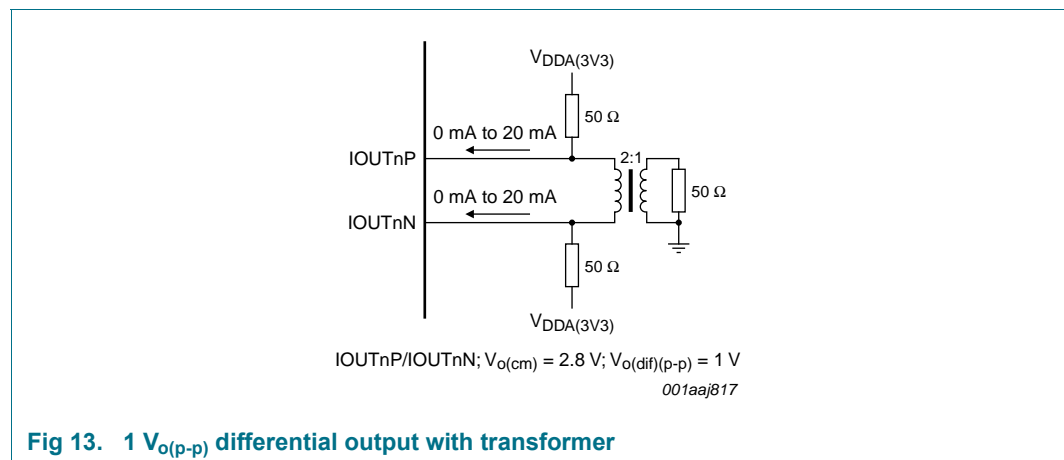 VDDA(3V3)
50 Ω
0 mA to 20 mA
IOUTnP
2:1
0 mA to 20 mA
50 Ω
IOUTnN
50 Ω
VDDA(3V3)
IOUTnP/IOUTnN; Vo(cm) = 2.8 V; Vo(dif)(p-p) = 1 V
001aaj817
Fig 13. 1 Vo(p-p) differential output with transformer